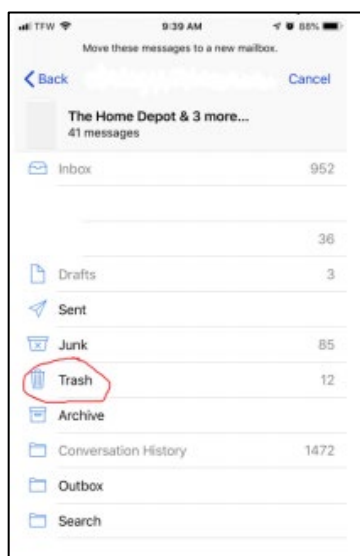 TFW 9:39 AM 88%
Move these messages to a new mailbox.
Back Cancel
The Home Depot & 3 more...
41 messages
Inbox 952
36
Drafts 3
Sent
Junk 85
Trash 12
Archive
Conversation History 1472
Outbox
Search